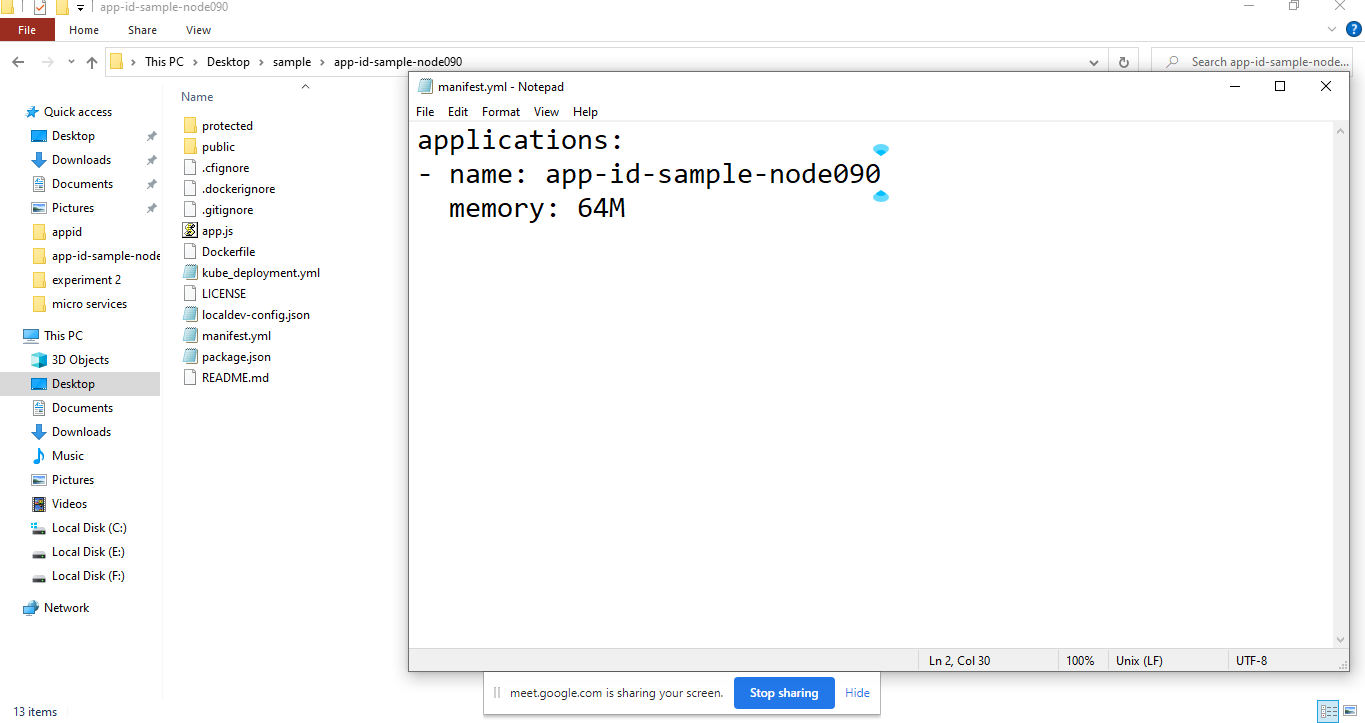 app-id-sample-node090
File Home Share View
This PC Desktop sample app-id-sample-node090
Search app-id-sample-node...
Name
Quick access
Desktop
Downloads
Documents
Pictures
appid
app-id-sample-node
experiment 2
micro services
This PC
3D Objects
Desktop
Documents
Downloads
Music
Pictures
Videos
Local Disk (C:)
Local Disk (E:)
Local Disk (F:)
Network
protected
public
.cfignore
.dockerignore
.gitignore
app.js
Dockerfile
kube_deployment.yml
LICENSE
localdev-config.json
manifest.yml
package.json
README.md
manifest.yml - Notepad
File Edit Format View Help
applications:
- name: app-id-sample-node090
  memory: 64M
Ln 2, Col 30 100% Unix (LF) UTF-8
meet.google.com is sharing your screen. Stop sharing Hide
13 items